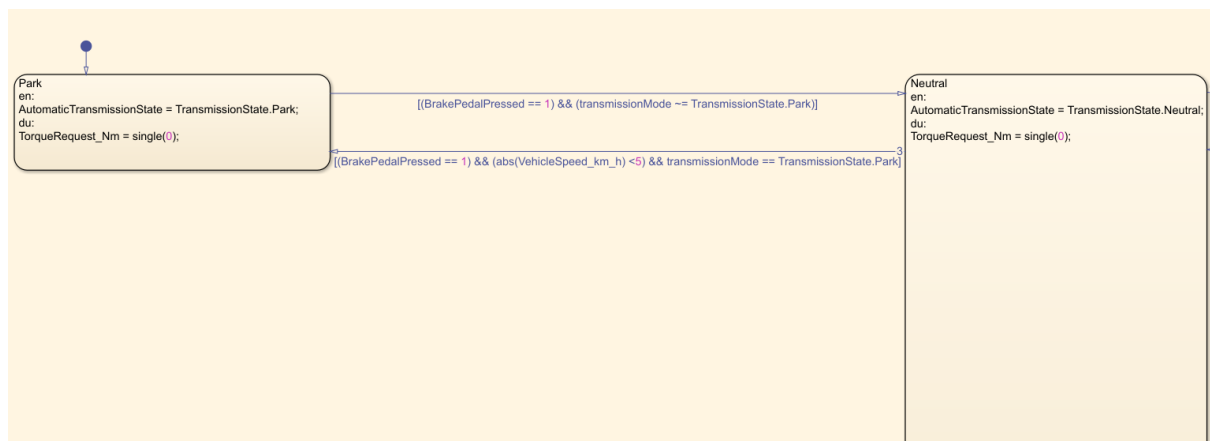 Park
en:
AutomaticTransmissionState = TransmissionState.Park;
du:
TorqueRequest_Nm = single(0);
[(BrakePedalPressed == 1) && (transmissionMode ~= TransmissionState.Park)]
3
[(BrakePedalPressed == 1) && (abs(VehicleSpeed_km_h) <5) && transmissionMode == TransmissionState.Park]
Neutral
en:
AutomaticTransmissionState = TransmissionState.Neutral;
du:
TorqueRequest_Nm = single(0);